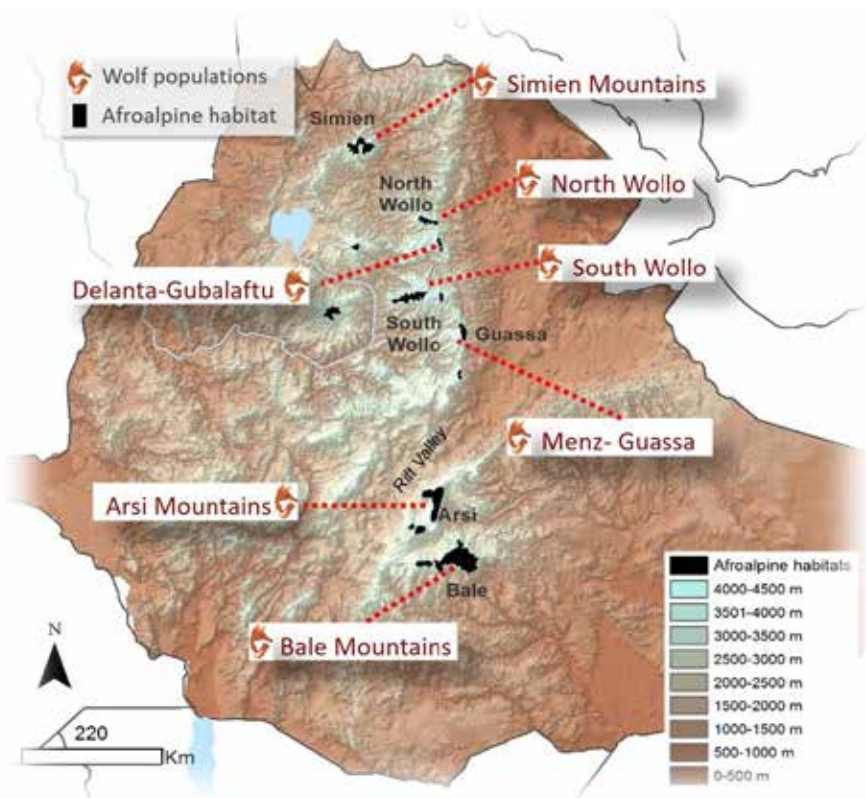 Wolf populations
Afroalpine habitat
Simien Mountains
Simien
North Wollo
North
Wollo
South Wollo
Delanta-Gubalaftu
South
Wollo
Guassa
Menz- Guassa
Rift Valley
Arsi Mountains
Arsi
Bale
Bale Mountains
Afroalpine habitats
4000-4500 m
3501-4000 m
3000-3500 m
2500-3000 m
2000-2500 m
1500-2000 m
1000-1500 m
500-1000 m
0-500 m
N
220
Km